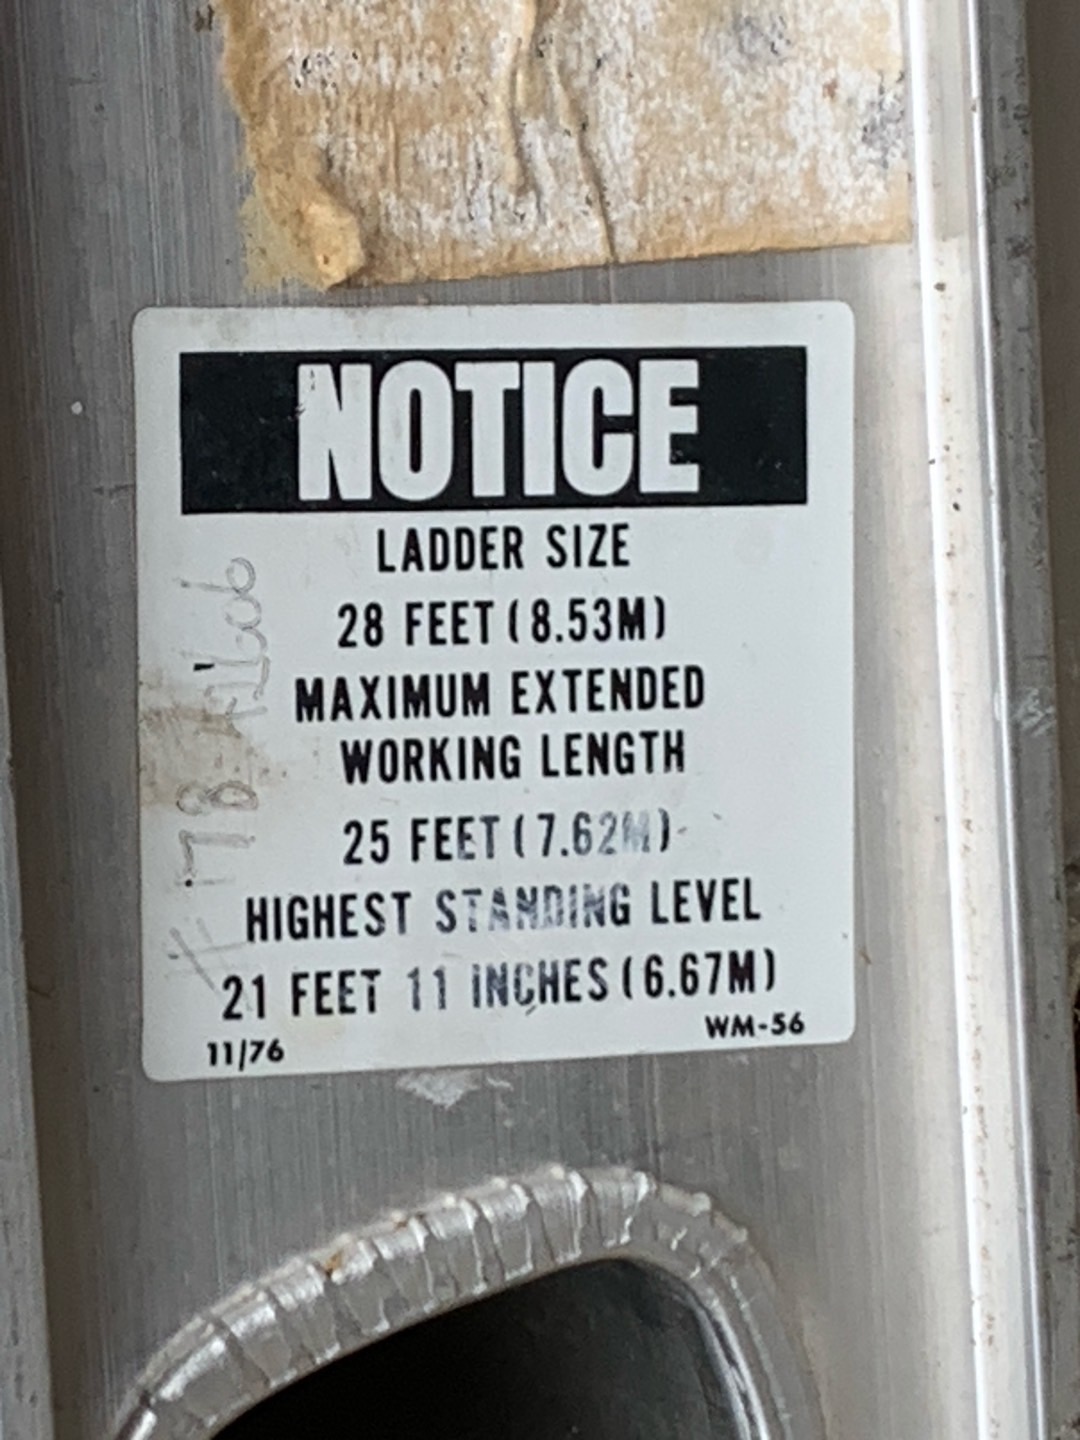 NOTICE
LADDER SIZE
28 FEET (8.53M)
MAXIMUM EXTENDED
WORKING LENGTH
25 FEET (7.62M)
HIGHEST STANDING LEVEL
21 FEET 11 INCHES (6.67M)
11/76 WM-56